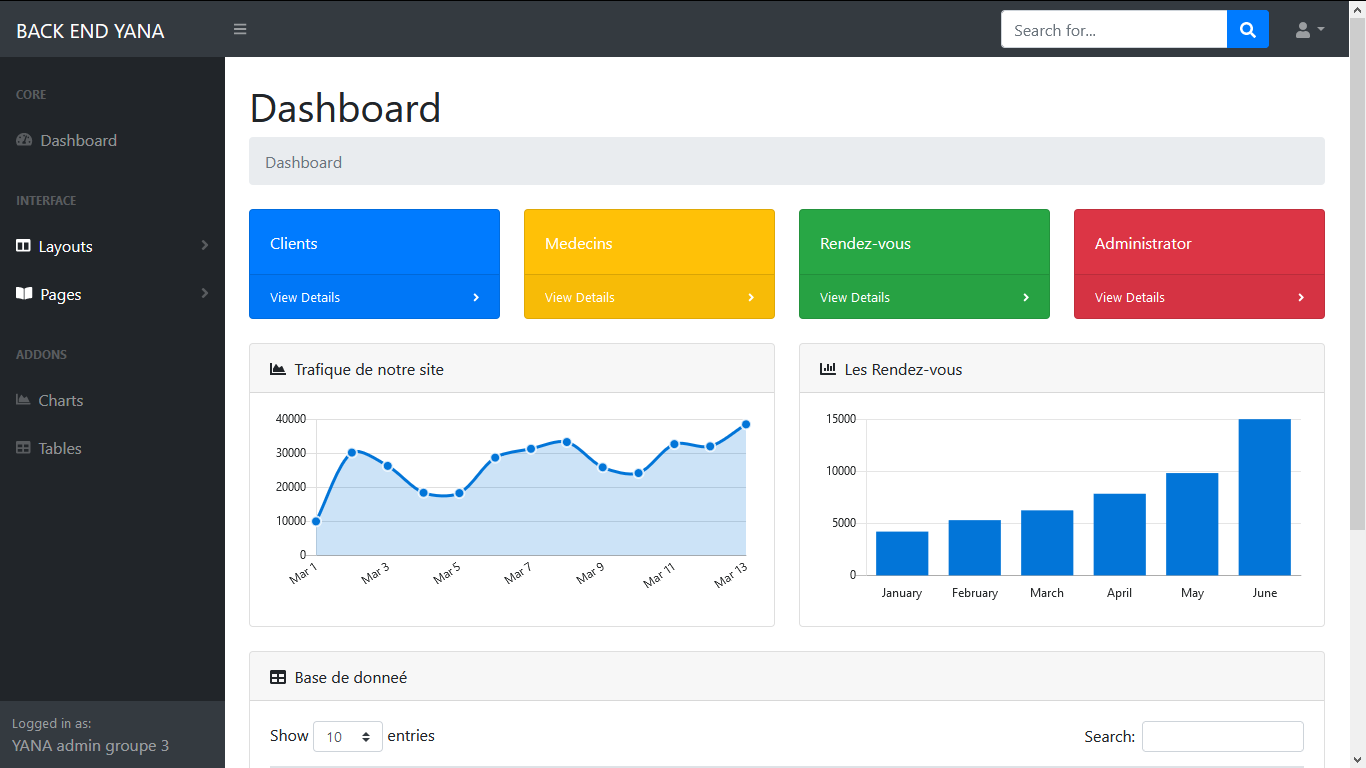 BACK END YANA
Search for...
CORE
Dashboard
INTERFACE
Layouts
Pages
ADDONS
Charts
Tables
Logged in as:
YANA admin groupe 3
Dashboard
Dashboard
Clients
View Details
Medecins
View Details
Rendez-vous
View Details
Administrator
View Details
Trafique de notre site
40000
30000
20000
10000
0
Mar 1
Mar 3
Mar 5
Mar 7
Mar 9
Mar 11
Mar 13
Les Rendez-vous
15000
10000
5000
0
January
February
March
April
May
June
Base de donneé
Show 10 entries
Search: